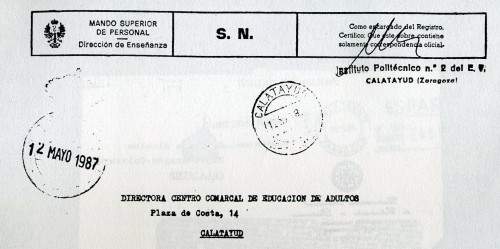 MANDO SUPERIOR
DE PERSONAL
Dirección de Enseñanza
S. N.
Como encargado del Registro,
Certifico: Que este sobre contiene
solamente correspondencia oficial.
Instituto Politécnico n.º 2 del E. T.
CALATAYUD (Zaragoza)
CALATAYUD
12 MAYO 1987
DIRECTORA CENTRO COMARCAL DE EDUCACION DE ADULTOS
Plaza de Costa, 14
CALATAYUD